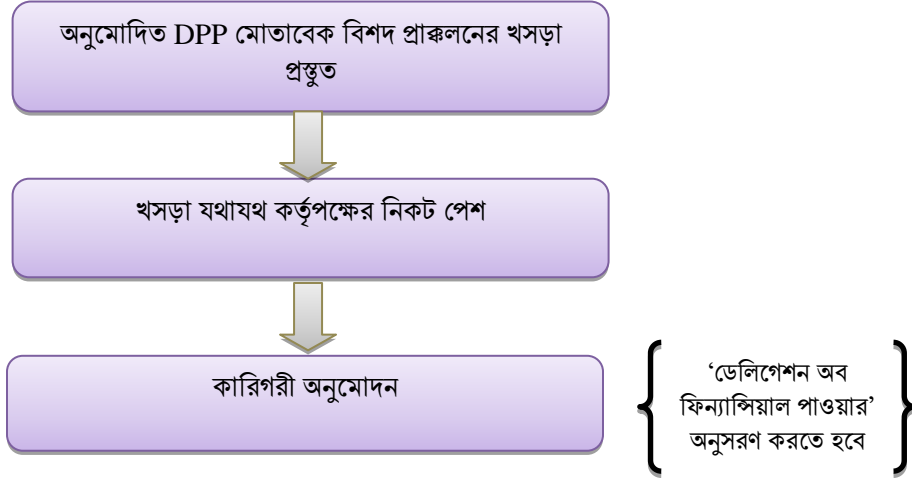 অনুমোদিত DPP মোতাবেক বিশদ প্রাক্কলনের খসড়া
প্রস্তুত
খসড়া যথাযথ কর্তৃপক্ষের নিকট পেশ
কারিগরী অনুমোদন
‘ডেলিগেশন অব
ফিন্যান্সিয়াল পাওয়ার’
অনুসরণ করতে হবে